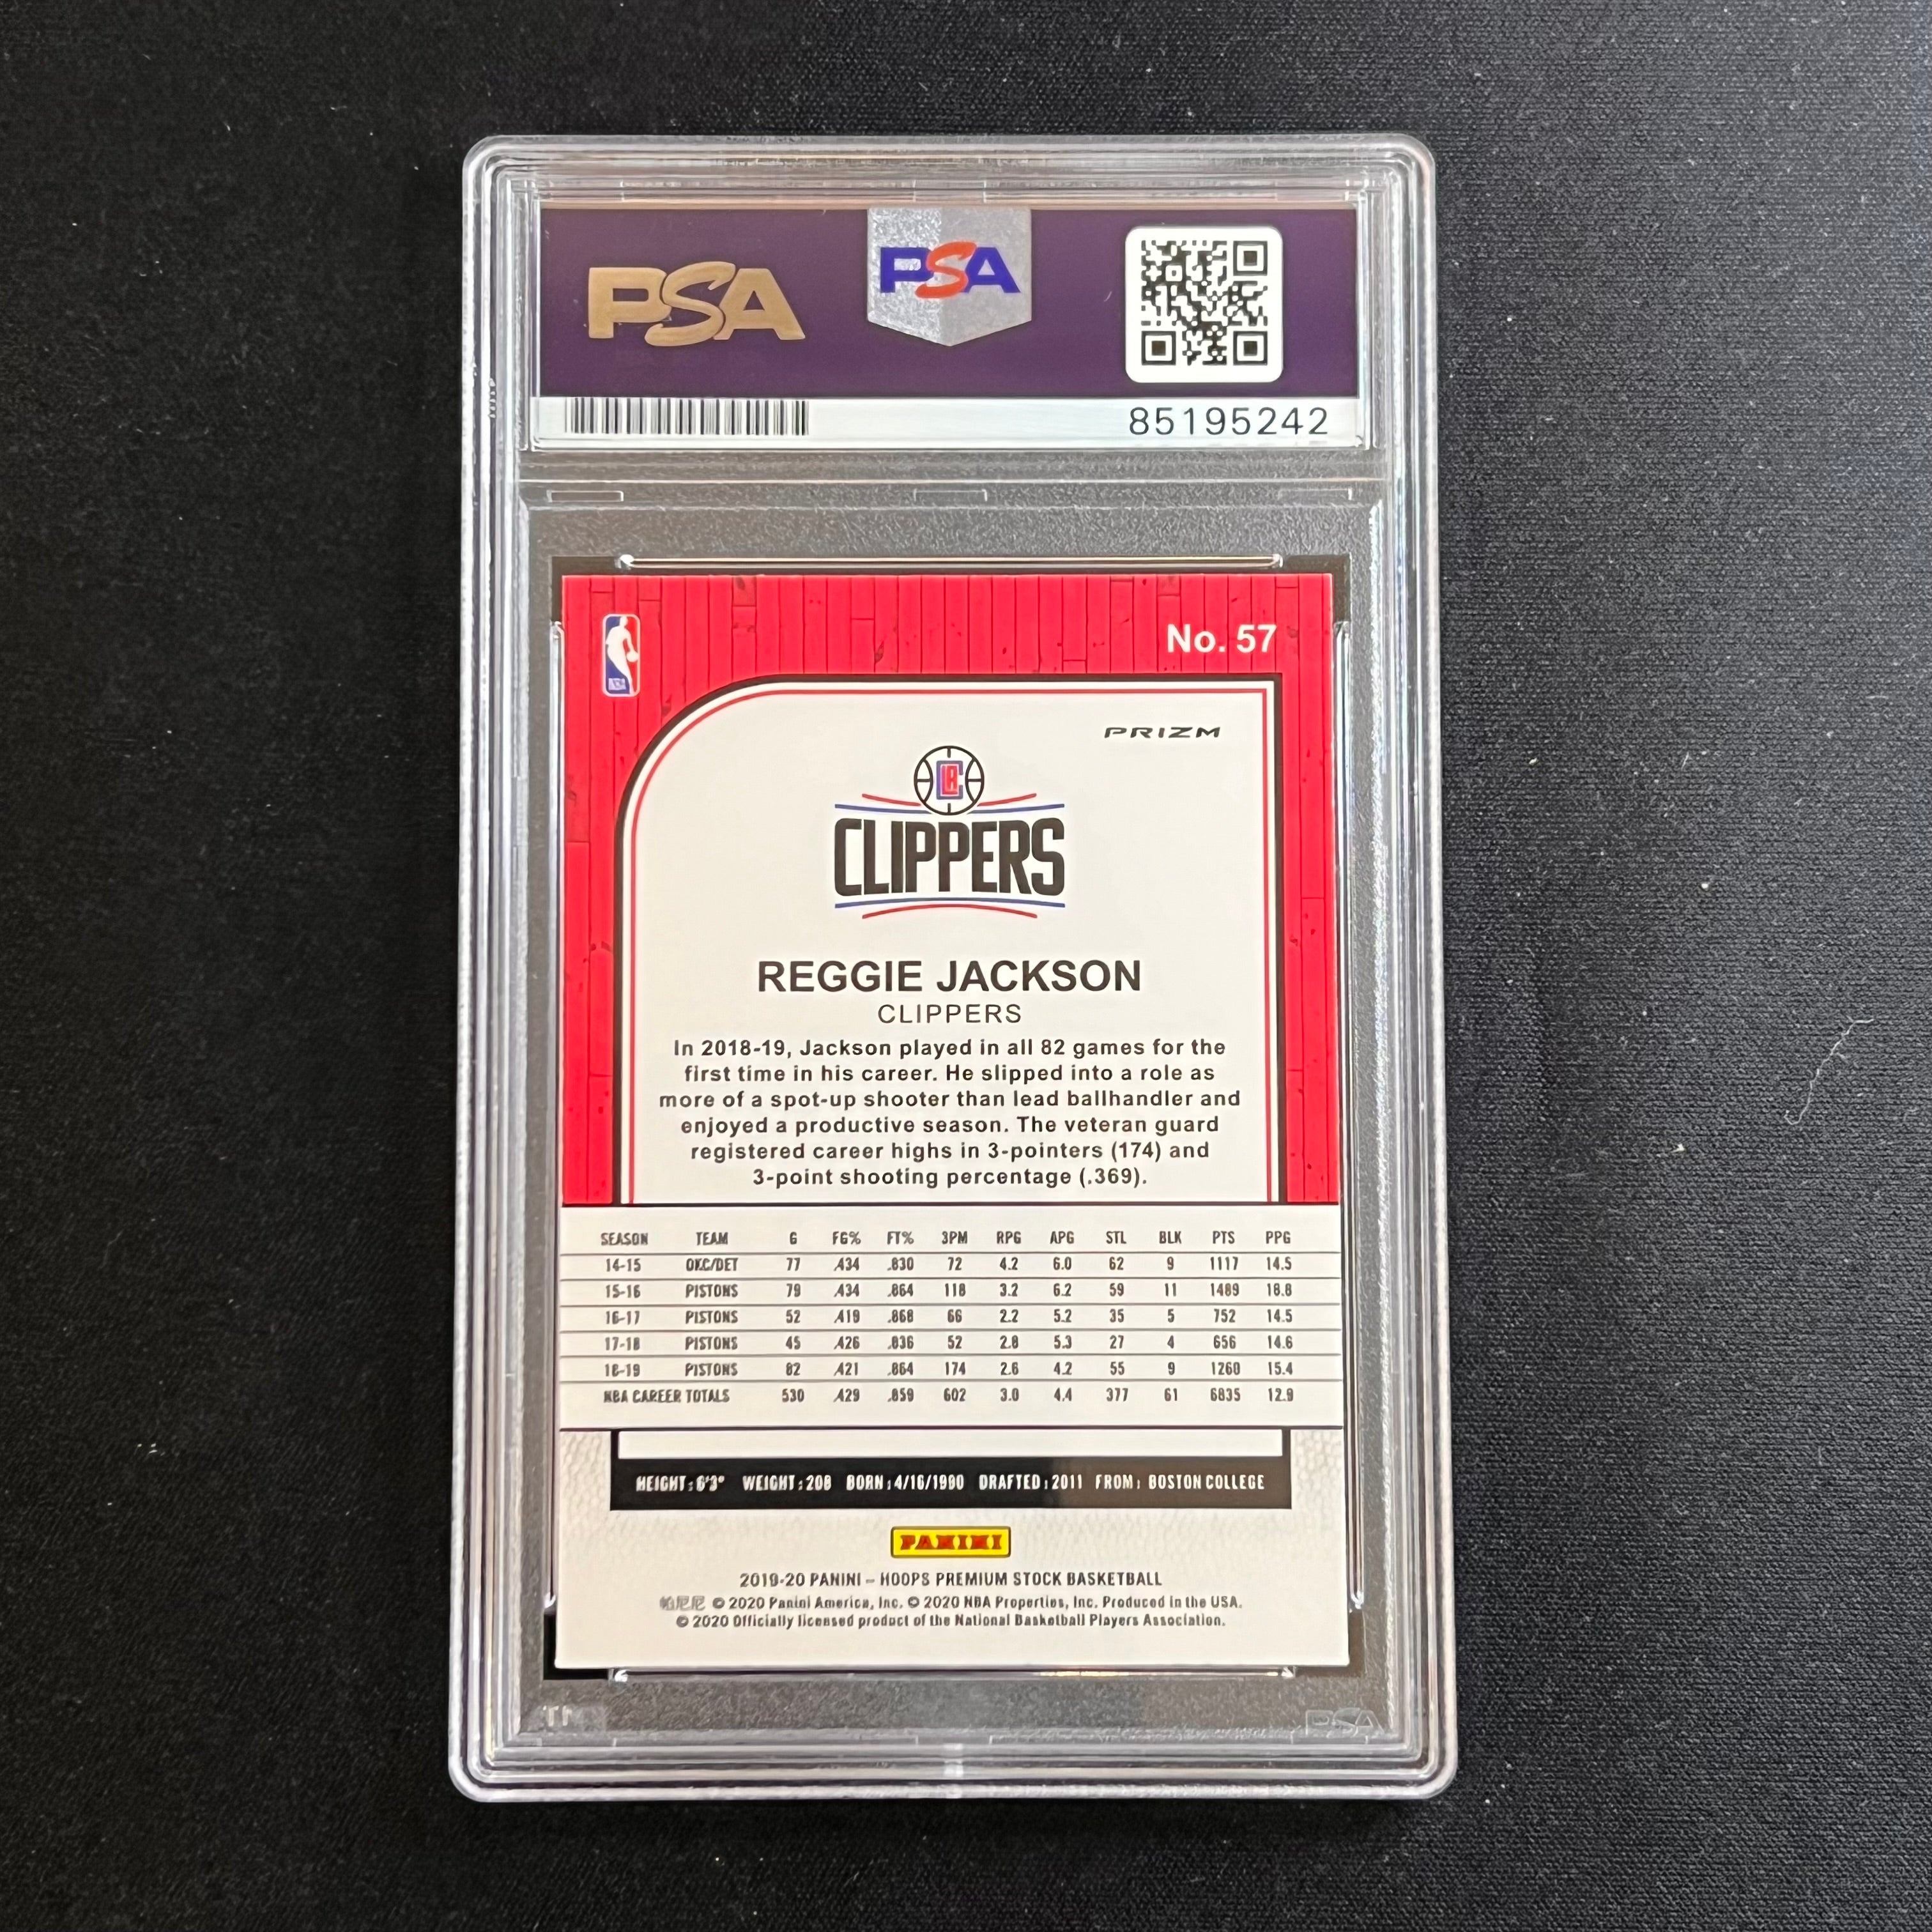 PSA
PSA
85195242
No. 57
PRIZM
CLIPPERS
REGGIE JACKSON
CLIPPERS
In 2018-19, Jackson played in all 82 games for the
first time in his career. He slipped into a role as
more of a spot-up shooter than lead ballhandler and
enjoyed a productive season. The veteran guard
registered career highs in 3-pointers (174) and
3-point shooting percentage (.369).
SEASON TEAM G FG% FT% 3PM RPG APG STL BLK PTS PPG
14-15 OKC/DET 77 .434 .830 72 4.2 6.0 62 9 1117 14.5
15-16 PISTONS 79 .434 .864 118 3.2 6.2 59 11 1489 18.8
16-17 PISTONS 52 .419 .868 66 2.2 5.2 35 5 752 14.5
17-18 PISTONS 45 .426 .836 52 2.8 5.3 27 4 656 14.6
18-19 PISTONS 82 .421 .864 174 2.6 4.2 55 9 1260 15.4
NBA CAREER TOTALS 530 .429 .859 602 3.0 4.4 377 61 6835 12.9
HEIGHT: 6'3" WEIGHT: 208 BORN: 4/16/1990 DRAFTED: 2011 FROM: BOSTON COLLEGE
PANINI
2019-20 PANINI – HOOPS PREMIUM STOCK BASKETBALL
帕尼尼 © 2020 Panini America, Inc. © 2020 NBA Properties, Inc. Produced in the USA.
© 2020 Officially licensed product of the National Basketball Players Association.
PSA